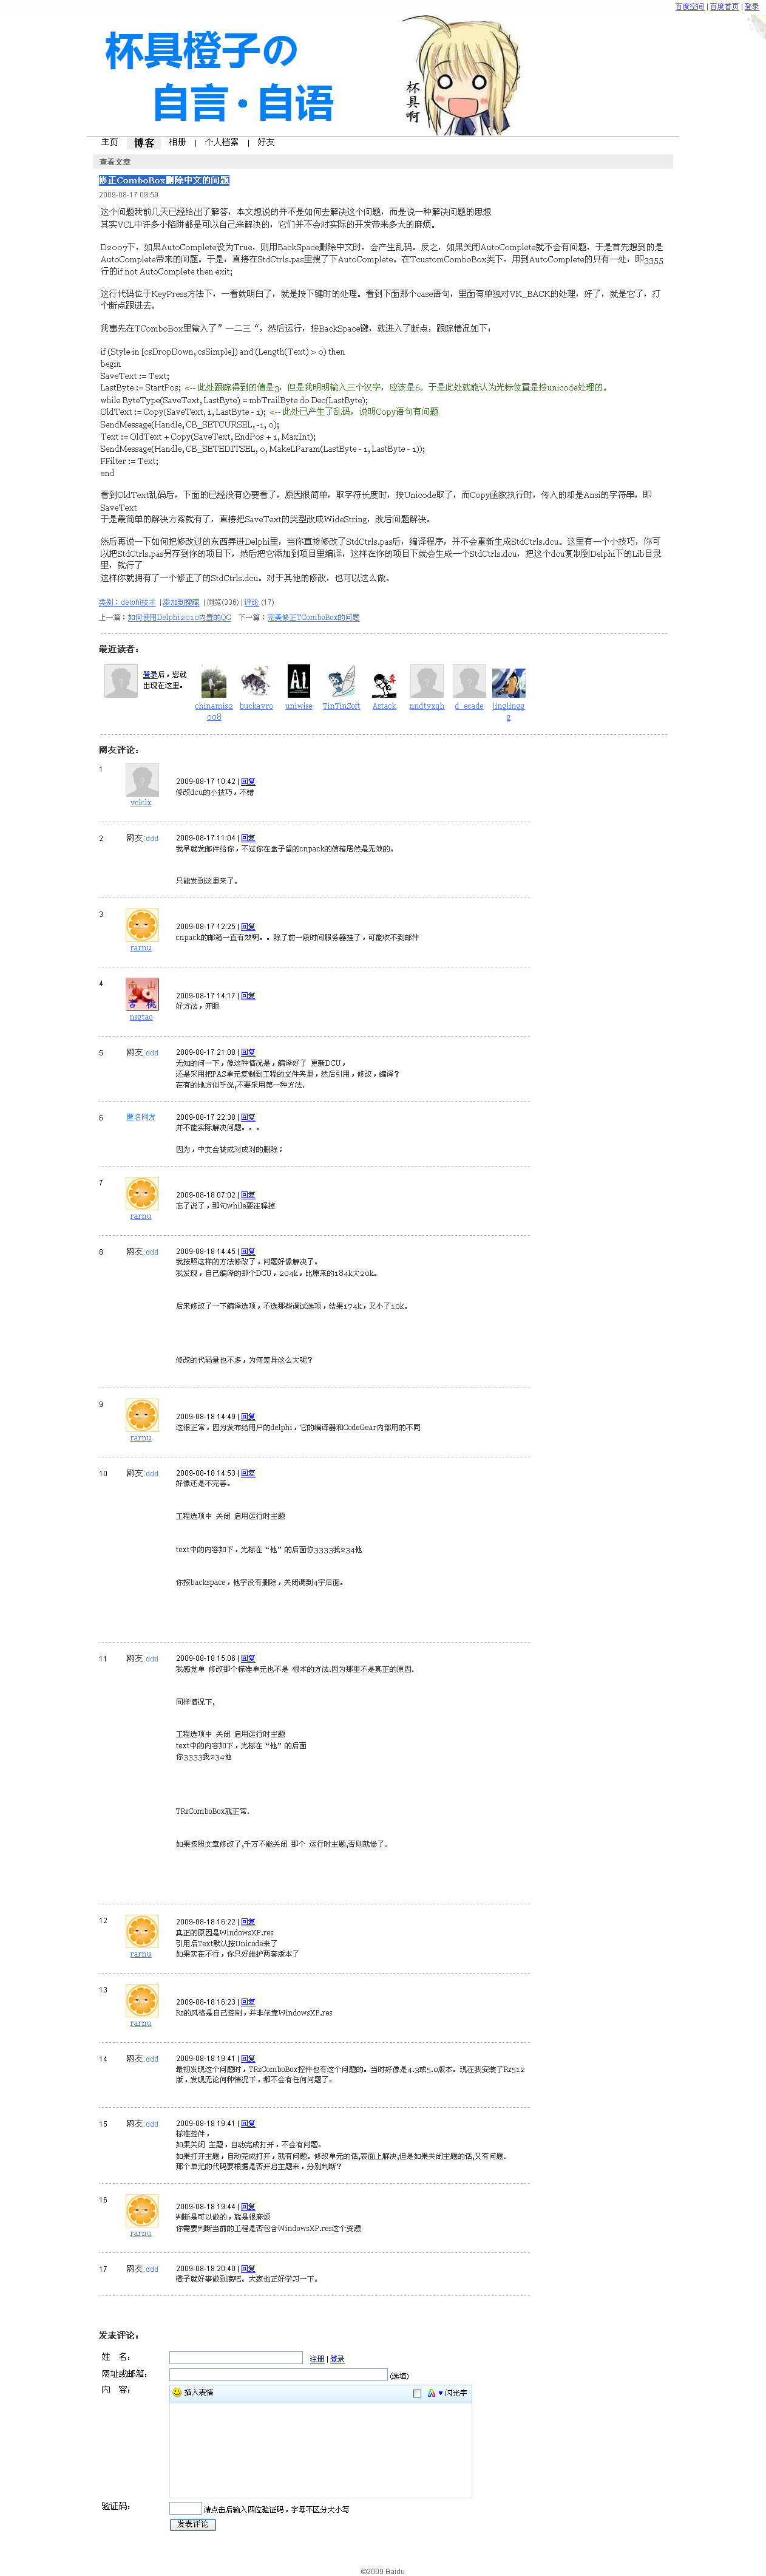 百度空间 | 百度首页 | 登录
杯具橙子の
自言·自语
杯具啊
主页 博客 相册 | 个人档案 | 好友
查看文章
修正ComboBox删除中文的问题
2009-08-17 09:59
这个问题我前几天已经给出了解答，本文想说的并不是如何去解决这个问题，而是说一种解决问题的思想
其实VCL中许多小陷阱都是可以自己来解决的，它们并不会对实际的开发带来多大的麻烦。
D2007下，如果AutoComplete设为True，则用BackSpace删除中文时，会产生乱码。反之，如果关闭AutoComplete就不会有问题，于是首先想到的是
AutoComplete带来的问题。于是，直接在StdCtrls.pas里搜了下AutoComplete。在TcustomComboBox类下，用到AutoComplete的只有一处，即3355
行的if not AutoComplete then exit;
这行代码位于KeyPress方法下，一看就明白了，就是按下键时的处理。看到下面那个case语句，里面有单独对VK_BACK的处理，好了，就是它了，打
个断点跟进去。
我事先在TComboBox里输入了”一二三“，然后运行，按BackSpace键，就进入了断点，跟踪情况如下：
if (Style in [csDropDown, csSimple]) and (Length(Text) > 0) then
begin
SaveText := Text;
LastByte := StartPos; <-- 此处跟踪得到的值是3，但是我明明输入三个汉字，应该是6。于是此处就能认为光标位置是按unicode处理的。
while ByteType(SaveText, LastByte) = mbTrailByte do Dec(LastByte);
OldText := Copy(SaveText, 1, LastByte - 1); <-- 此处已产生了乱码，说明Copy语句有问题
SendMessage(Handle, CB_SETCURSEL, -1, 0);
Text := OldText + Copy(SaveText, EndPos + 1, MaxInt);
SendMessage(Handle, CB_SETEDITSEL, 0, MakeLParam(LastByte - 1, LastByte - 1));
FFilter := Text;
end
看到OldText乱码后，下面的已经没有必要看了，原因很简单，取字符长度时，按Unicode取了，而Copy函数执行时，传入的却是Ansi的字符串，即
SaveText
于是最简单的解决方案就有了，直接把SaveText的类型改成WideString，改后问题解决。
然后再说一下如何把修改过的东西弄进Delphi里，当你直接修改了StdCtrls.pas后，编译程序，并不会重新生成StdCtrls.dcu。这里有一个小技巧，你可
以把StdCtrls.pas另存到你的项目下，然后把它添加到项目里编译，这样在你的项目下就会生成一个StdCtrls.dcu，把这个dcu复制到Delphi下的Lib目录
里，就行了
这样你就拥有了一个修正了的StdCtrls.dcu。对于其他的修改，也可以这么做。
类别：delphi技术 | 添加到搜藏 | 浏览(336) | 评论 (17)
上一篇：如何使用Delphi2010内置的QC 下一篇：完美修正TComboBox的问题
最近读者：
登录后，您就
出现在这里。
chinamis2
008
buckayro
uniwise
TinTinSoft
Aztack
nndtyxqh
d_ecade
jinglingg
g
网友评论：
1
2009-08-17 10:42 | 回复
修改dcu的小技巧，不错
vclclx
2 网友:ddd 2009-08-17 11:04 | 回复
我早就发邮件给你，不过你在盒子留的cnpack的信箱居然是无效的。
只能发到这里来了。
3
2009-08-17 12:25 | 回复
cnpack的邮箱一直有效啊。。除了前一段时间服务器挂了，可能收不到邮件
rarnu
4
2009-08-17 14:17 | 回复
好方法，开眼
nsgtao
5 网友:ddd 2009-08-17 21:08 | 回复
无知的问一下，像这种情况是，编译好了 更新DCU，
还是采用把PAS单元复制到工程的文件夹里，然后引用，修改，编译？
在有的地方似乎说,不要采用第一种方法.
6 匿名网友 2009-08-17 22:38 | 回复
并不能实际解决问题。。。
因为，中文会被成对成对的删除；
7
2009-08-18 07:02 | 回复
忘了说了，那句while要注释掉
rarnu
8 网友:ddd 2009-08-18 14:45 | 回复
我按照这样的方法修改了，问题好像解决了。
我发现，自己编译的那个DCU，204k，比原来的184k大20k。
后来修改了一下编译选项，不选那些调试选项，结果174k，又小了10k。
修改的代码量也不多，为何差异这么大呢？
9
2009-08-18 14:49 | 回复
这很正常，因为发布给用户的delphi，它的编译器和CodeGear内部用的不同
rarnu
10 网友:ddd 2009-08-18 14:53 | 回复
好像还是不完善。
工程选项中 关闭 启用运行时主题
text中的内容如下，光标在“他”的后面你3333我234他
你按backspace，他字没有删除，关闭调到4字后面。
11 网友:ddd 2009-08-18 15:06 | 回复
我感觉单 修改那个标准单元也不是 根本的方法.因为那里不是真正的原因.
同样情况下,
工程选项中 关闭 启用运行时主题
text中的内容如下，光标在“他”的后面
你3333我234他
TRzComboBox就正常.
如果按照文章修改了,千万不能关闭 那个 运行时主题,否则就惨了.
12
2009-08-18 16:22 | 回复
真正的原因是WindowsXP.res
引用后Text默认按Unicode来了
如果实在不行，你只好维护两套版本了
rarnu
13
2009-08-18 16:23 | 回复
Rz的风格是自己控制，并非依靠WindowsXP.res
rarnu
14 网友:ddd 2009-08-18 19:41 | 回复
最初发现这个问题时，TRzComboBox控件也有这个问题的。当时好像是4.3或5.0版本。现在我安装了Rz512
版，发现无论何种情况下，都不会有任何问题了。
15 网友:ddd 2009-08-18 19:41 | 回复
标准控件，
如果关闭 主题，自动完成打开，不会有问题。
如果打开主题，自动完成打开，就有问题。修改单元的话,表面上解决,但是如果关闭主题的话,又有问题.
那个单元的代码要根据是否开启主题来，分别判断？
16
2009-08-18 19:44 | 回复
判断是可以做的，就是很麻烦
你需要判断当前的工程是否包含WindowsXP.res这个资源
rarnu
17 网友:ddd 2009-08-18 20:40 | 回复
橙子就好事做到底吧。大家也正好学习一下。
发表评论：
姓 名： 注册 | 登录
网址或邮箱： (选填)
内 容： 插入表情 闪光字
验证码： 请点击后输入四位验证码，字母不区分大小写
发表评论
©2009 Baidu